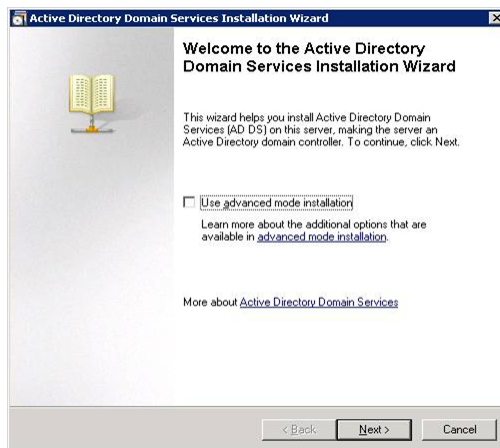 Active Directory Domain Services Installation Wizard
Welcome to the Active Directory
Domain Services Installation Wizard
This wizard helps you install Active Directory Domain
Services (AD DS) on this server, making the server an
Active Directory domain controller. To continue, click Next.
Use advanced mode installation
Learn more about the additional options that are
available in advanced mode installation.
More about Active Directory Domain Services
< Back
Next >
Cancel